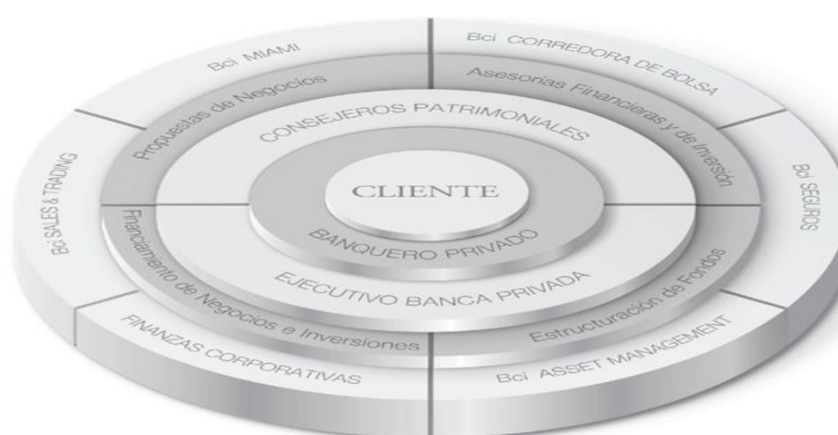 Bci MIAMI
Bci CORREDORA DE BOLSA
Propuestas de Negocios
Asesorías Financieras y de Inversión
CONSEJEROS PATRIMONIALES
Bci SALES & TRADING
CLIENTE
Bci SEGUROS
BANQUERO PRIVADO
EJECUTIVO BANCA PRIVADA
Financiamiento de Negocios e Inversiones
Estructuración de Fondos
FINANZAS CORPORATIVAS
Bci ASSET MANAGEMENT